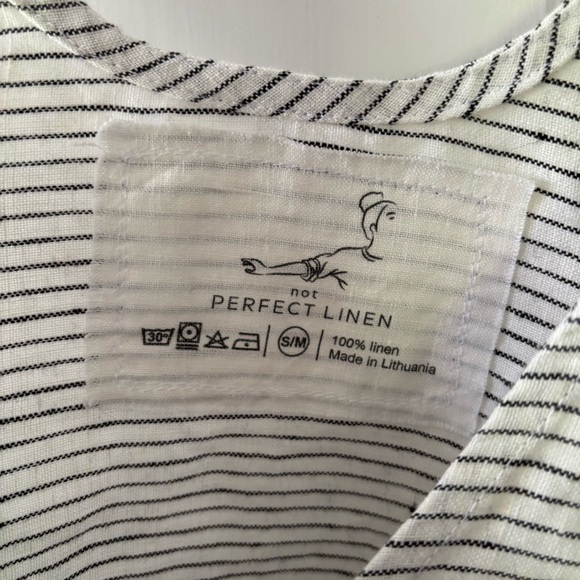 not
PERFECT LINEN
30° S/M 100% linen
Made in Lithuania